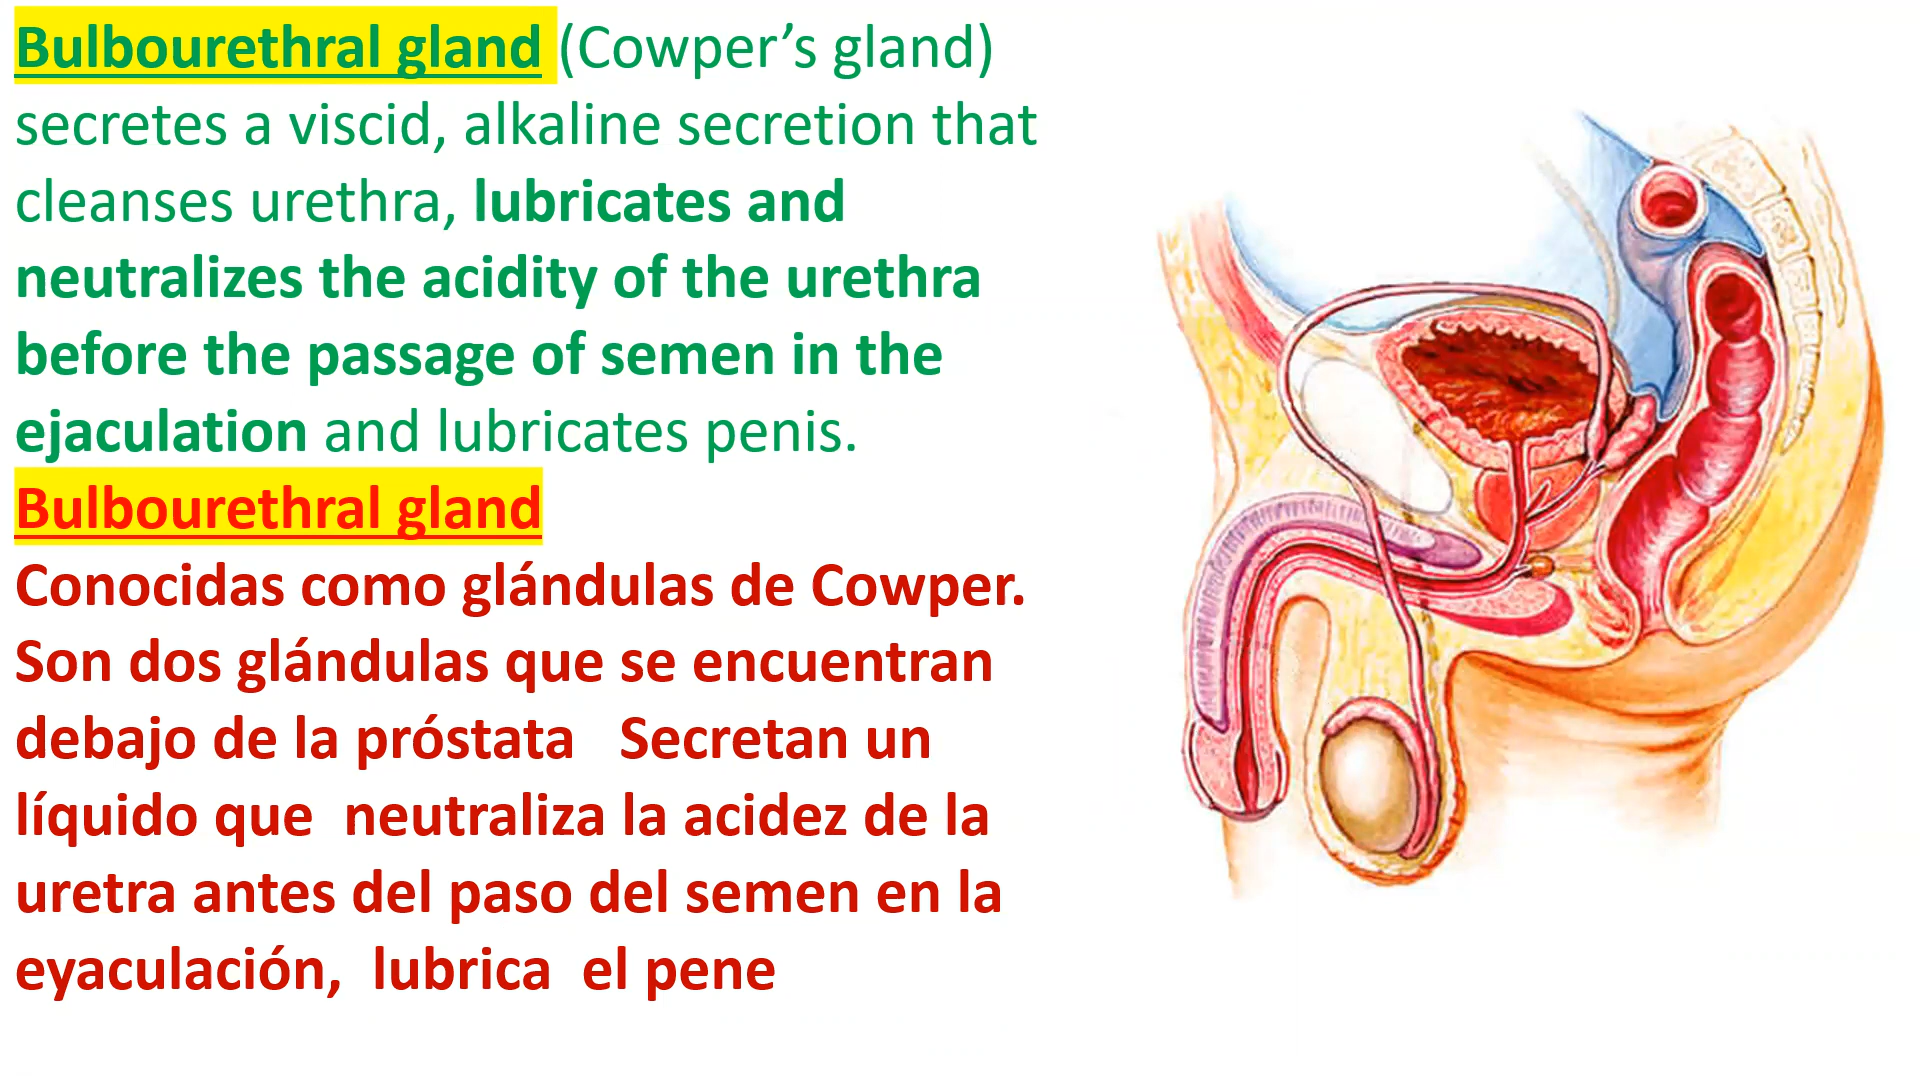 Bulbourethral gland (Cowper’s gland)
secretes a viscid, alkaline secretion that
cleanses urethra, lubricates and
neutralizes the acidity of the urethra
before the passage of semen in the
ejaculation and lubricates penis.
Bulbourethral gland
Conocidas como glándulas de Cowper.
Son dos glándulas que se encuentran
debajo de la próstata   Secretan un
líquido que  neutraliza la acidez de la
uretra antes del paso del semen en la
eyaculación,  lubrica  el pene